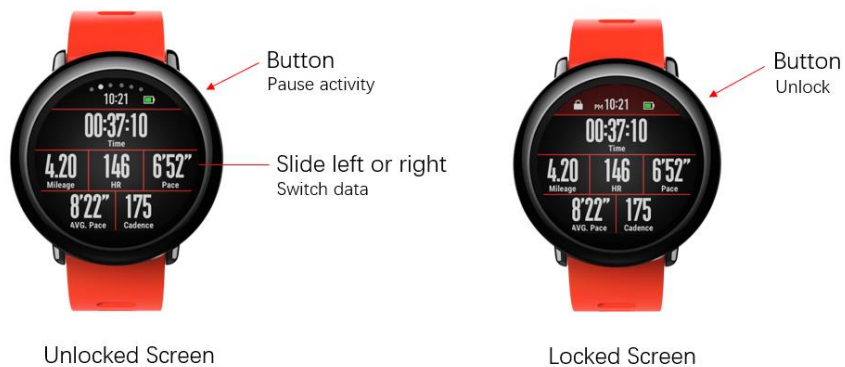 Button
Pause activity
10:21
00:37:10
Time
4.20 146 6'52"
Mileage HR Pace
8'22" 175
AVG. Pace Cadence
Slide left or right
Switch data
Unlocked Screen
Button
Unlock
PM 10:21
00:37:10
Time
4.20 146 6'52"
Mileage HR Pace
8'22" 175
AVG. Pace Cadence
Locked Screen